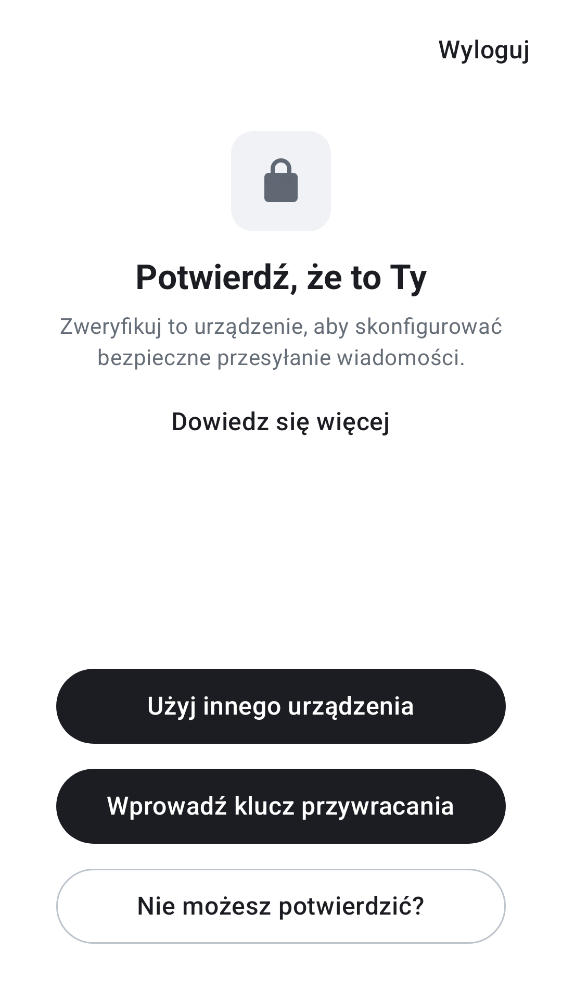 Wyloguj
Potwierdź, że to Ty
Zweryfikuj to urządzenie, aby skonfigurować
bezpieczne przesyłanie wiadomości.
Dowiedz się więcej
Użyj innego urządzenia
Wprowadź klucz przywracania
Nie możesz potwierdzić?